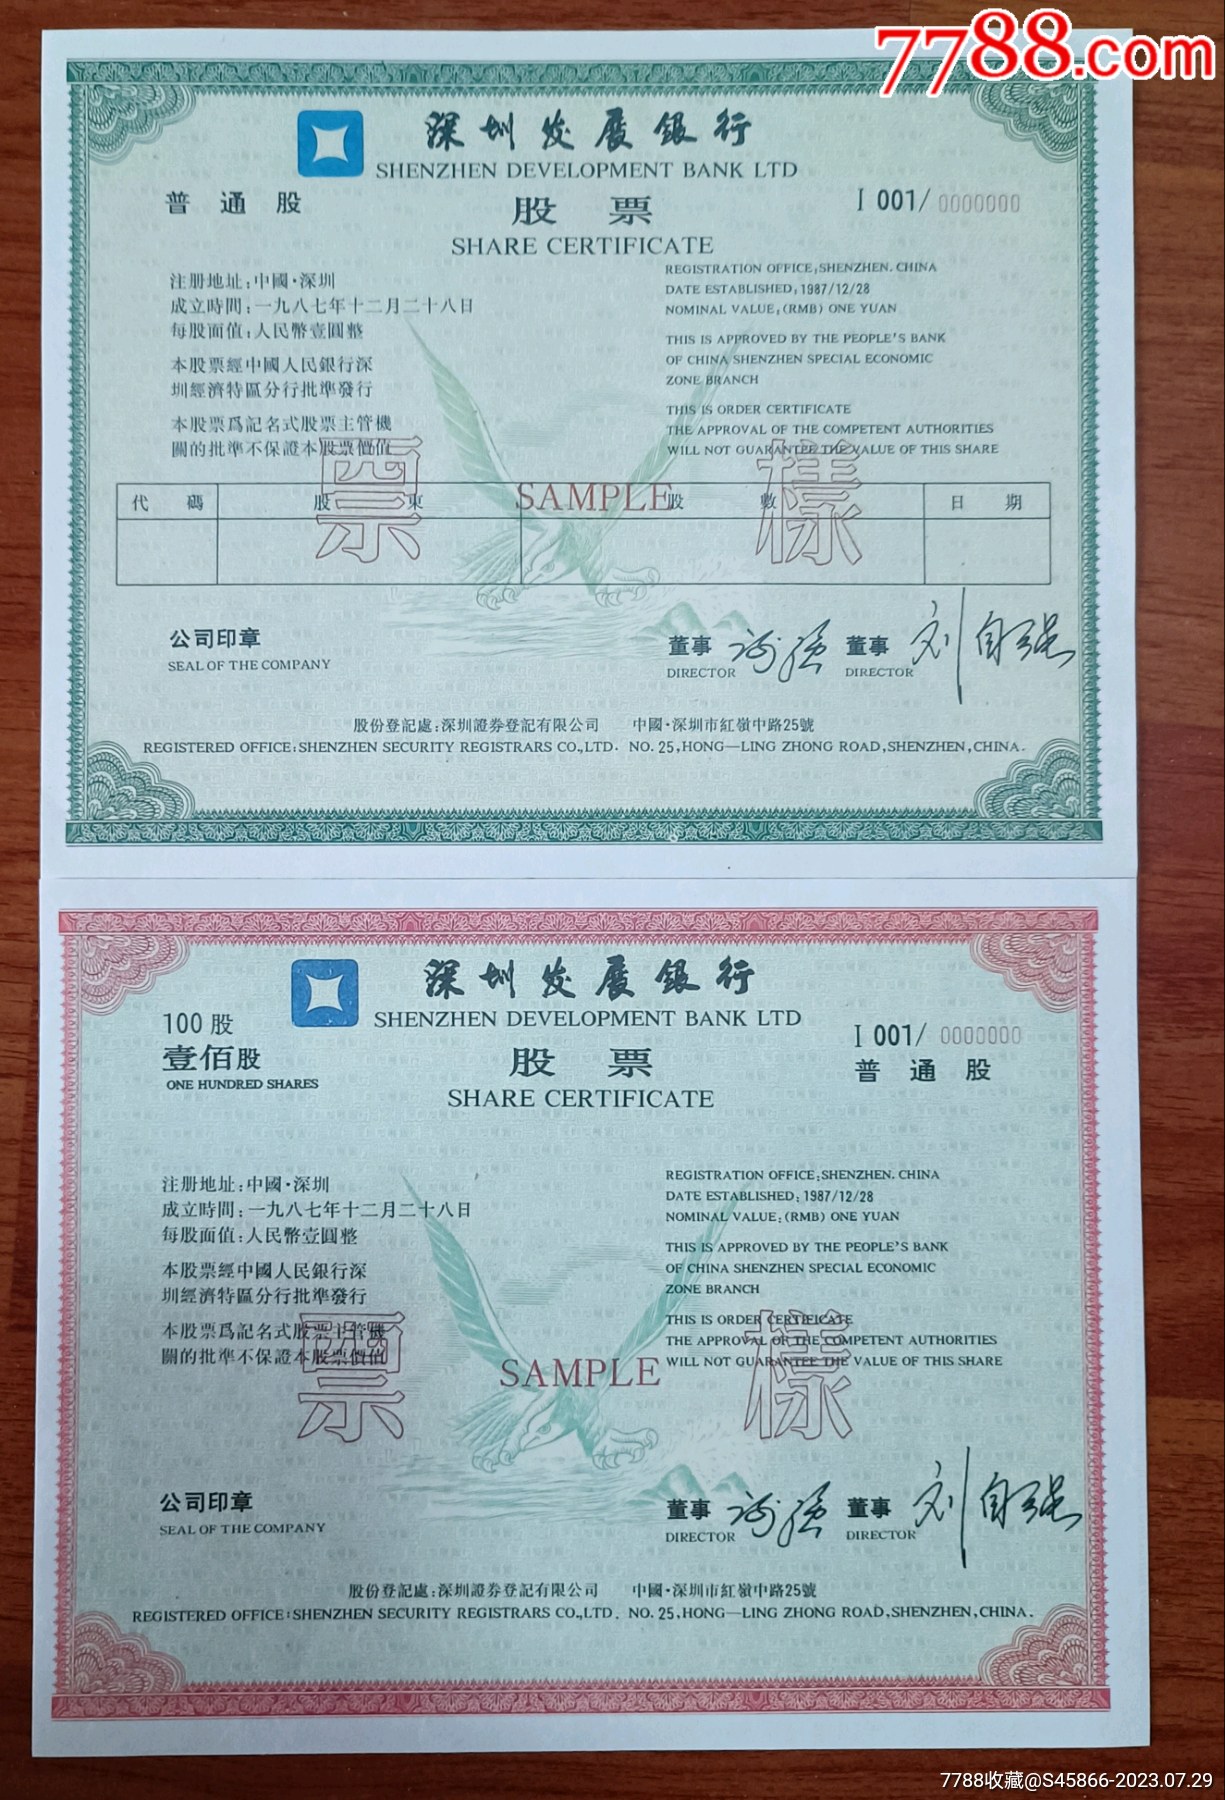 7788.com
深圳发展銀行
SHENZHEN DEVELOPMENT BANK LTD
普通股
股票
I 001/ 0000000
SHARE CERTIFICATE
注册地址:中國·深圳
成立時間:一九八七年十二月二十八日
每股面值:人民幣壹圓整
本股票經中國人民銀行深
圳經濟特區分行批準發行
本股票爲記名式股票主管機
關的批準不保證本股票價值
REGISTRATION OFFICE;SHENZHEN. CHINA
DATE ESTABLISHED; 1987/12/28
NOMINAL VALUE; (RMB) ONE YUAN
THIS IS APPROVED BY THE PEOPLE'S BANK
OF CHINA SHENZHEN SPECIAL ECONOMIC
ZONE BRANCH
THIS IS ORDER CERTIFICATE
THE APPROVAL OF THE COMPETENT AUTHORITIES
WILL NOT GUARANTEE THE VALUE OF THIS SHARE
票 SAMPLE 樣
代碼 股東 股數 日期
公司印章
SEAL OF THE COMPANY
董事
DIRECTOR
董事 刘自强
DIRECTOR
股份登記處:深圳證券登記有限公司 中國·深圳市紅嶺中路25號
REGISTERED OFFICE:SHENZHEN SECURITY REGISTRARS CO.,LTD. NO. 25,HONG—LING ZHONG ROAD,SHENZHEN,CHINA.
深圳发展銀行
SHENZHEN DEVELOPMENT BANK LTD
100股
壹佰股
ONE HUNDRED SHARES
股票
SHARE CERTIFICATE
I 001/ 0000000
普通股
注册地址:中國·深圳
成立時間:一九八七年十二月二十八日
每股面值:人民幣壹圓整
本股票經中國人民銀行深
圳經濟特區分行批準發行
本股票爲記名式股票主管機
關的批準不保證本股票價值
REGISTRATION OFFICE;SHENZHEN. CHINA
DATE ESTABLISHED; 1987/12/28
NOMINAL VALUE; (RMB) ONE YUAN
THIS IS APPROVED BY THE PEOPLE'S BANK
OF CHINA SHENZHEN SPECIAL ECONOMIC
ZONE BRANCH
THIS IS ORDER CERTIFICATE
THE APPROVAL OF THE COMPETENT AUTHORITIES
WILL NOT GUARANTEE THE VALUE OF THIS SHARE
票 SAMPLE 樣
公司印章
SEAL OF THE COMPANY
董事
DIRECTOR
董事 刘自强
DIRECTOR
股份登記處:深圳證券登記有限公司 中國·深圳市紅嶺中路25號
REGISTERED OFFICE:SHENZHEN SECURITY REGISTRARS CO.,LTD. NO. 25,HONG—LING ZHONG ROAD,SHENZHEN,CHINA.
7788收藏@S45866-2023.07.29